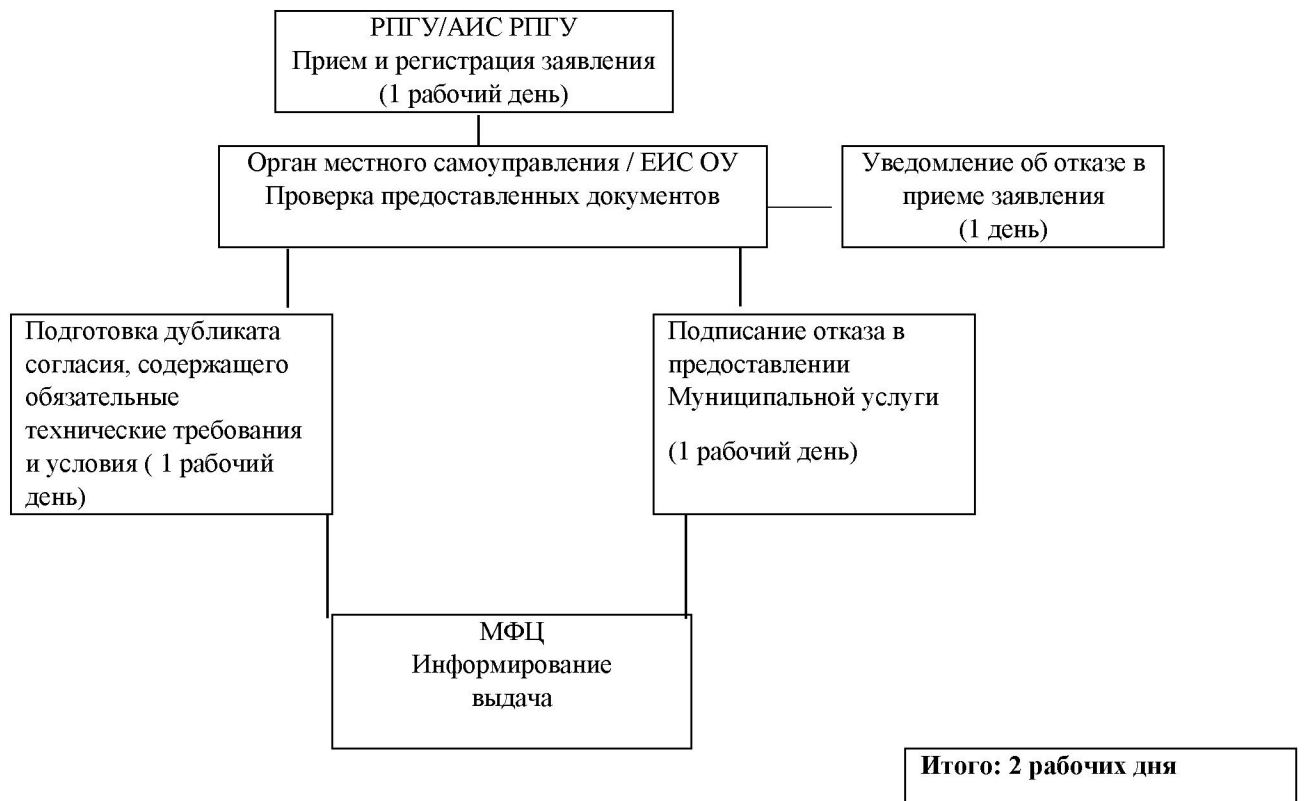 РПГУ/АИС РПГУ
Прием и регистрация заявления
(1 рабочий день)
Орган местного самоуправления / ЕИС ОУ
Проверка предоставленных документов
Уведомление об отказе в
приеме заявления
(1 день)
Подготовка дубликата
согласия, содержащего
обязательные
технические требования
и условия ( 1 рабочий
день)
Подписание отказа в
предоставлении
Муниципальной услуги
(1 рабочий день)
МФЦ
Информирование
выдача
Итого: 2 рабочих дня